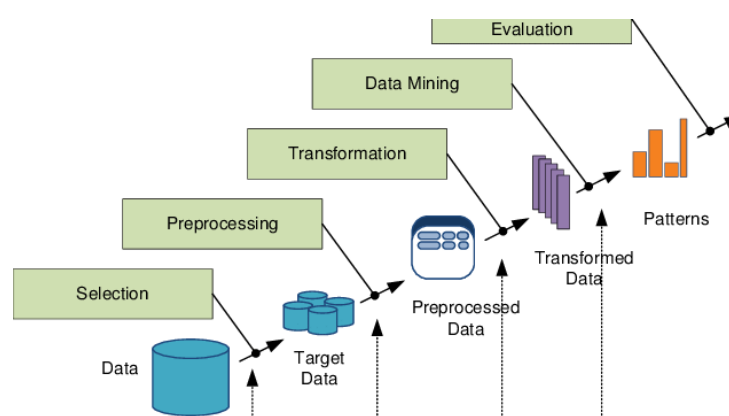 Evaluation
Data Mining
Transformation
Patterns
Preprocessing
Transformed
Data
Preprocessed
Data
Selection
Target
Data
Data